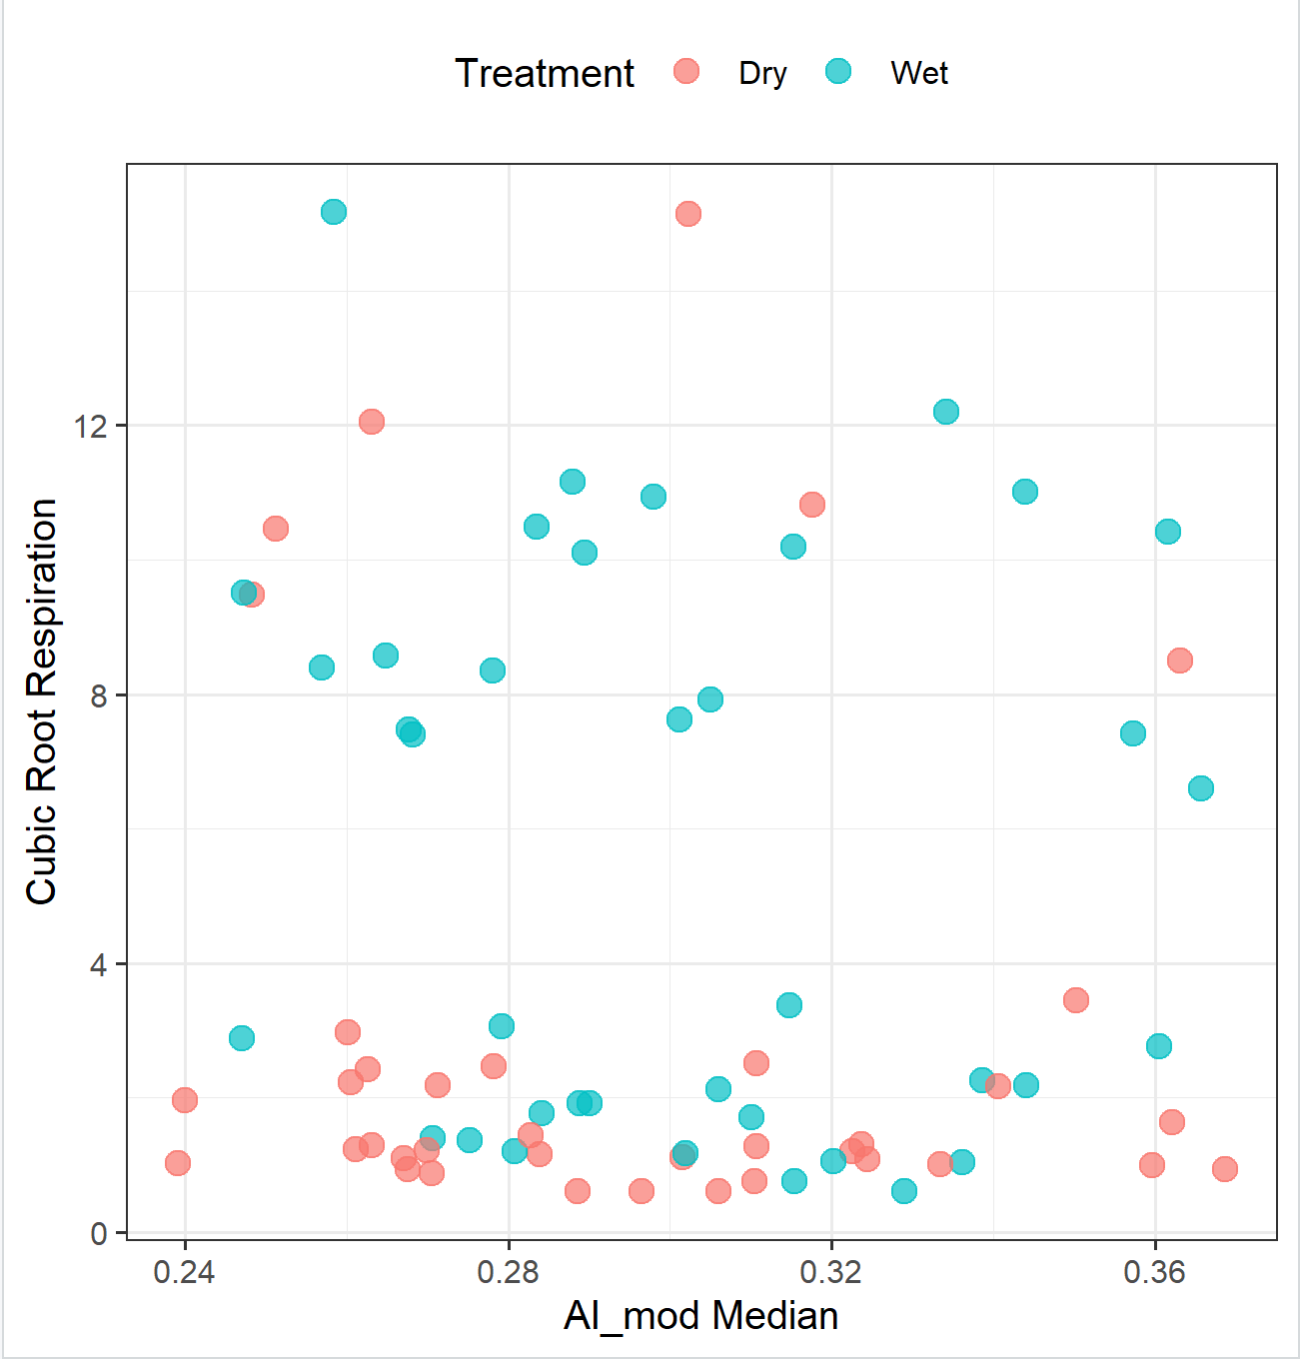 Treatment Dry Wet
12
8
4
0
Cubic Root Respiration
0.24 0.28 0.32 0.36
AI_mod Median